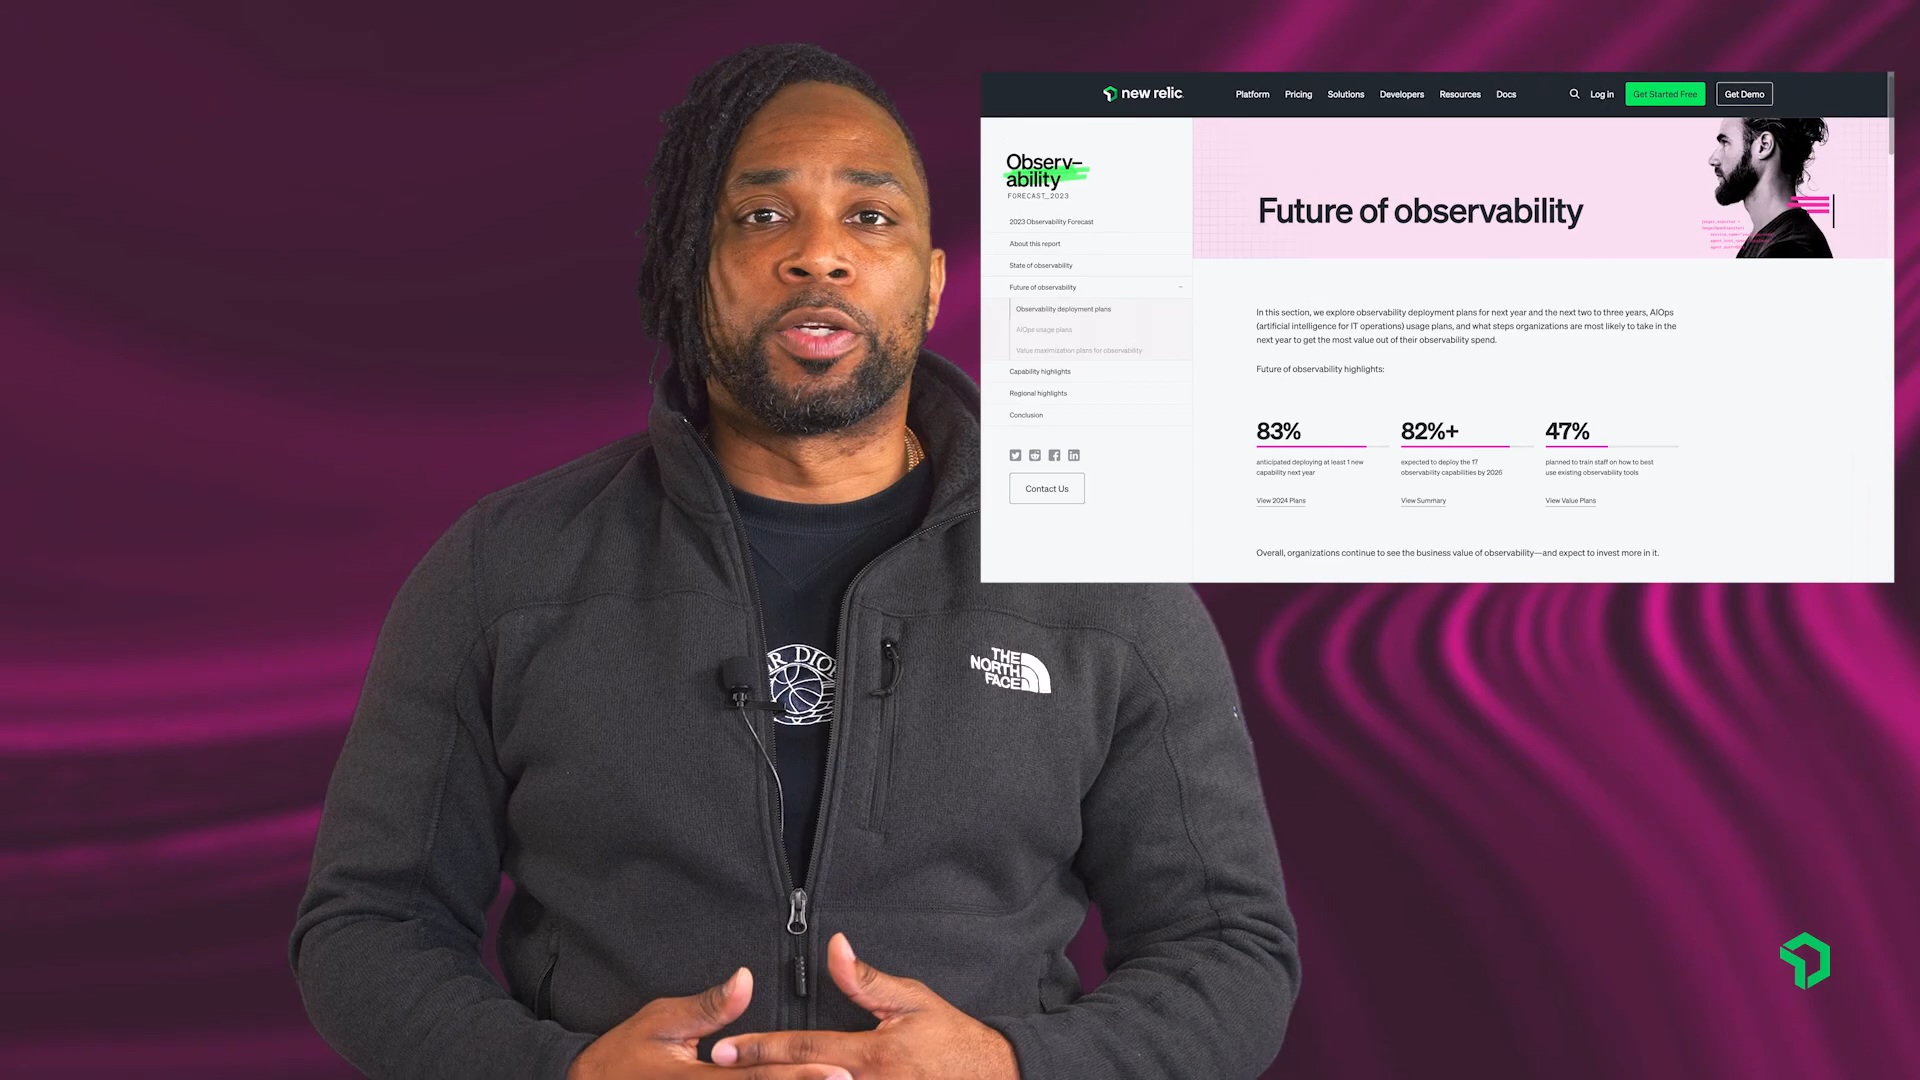 new relic
Platform
Pricing
Solutions
Developers
Resources
Docs
Log in
Get Started Free
Get Demo
Observ–
ability
FORECAST_2023
2023 Observability Forecast
About this report
State of observability
Future of observability
Observability deployment plans
AIOps usage plans
Value maximization plans for observability
Capability highlights
Regional highlights
Conclusion
Contact Us
Future of observability
In this section, we explore observability deployment plans for next year and the next two to three years, AIOps
(artificial intelligence for IT operations) usage plans, and what steps organizations are most likely to take in the
next year to get the most value out of their observability spend.
Future of observability highlights:
83%
anticipated deploying at least 1 new
capability next year
View 2024 Plans
82%+
expected to deploy the 17
observability capabilities by 2026
View Summary
47%
planned to train staff on how to best
use existing observability tools
View Value Plans
Overall, organizations continue to see the business value of observability—and expect to invest more in it.
THE
NORTH
FACE